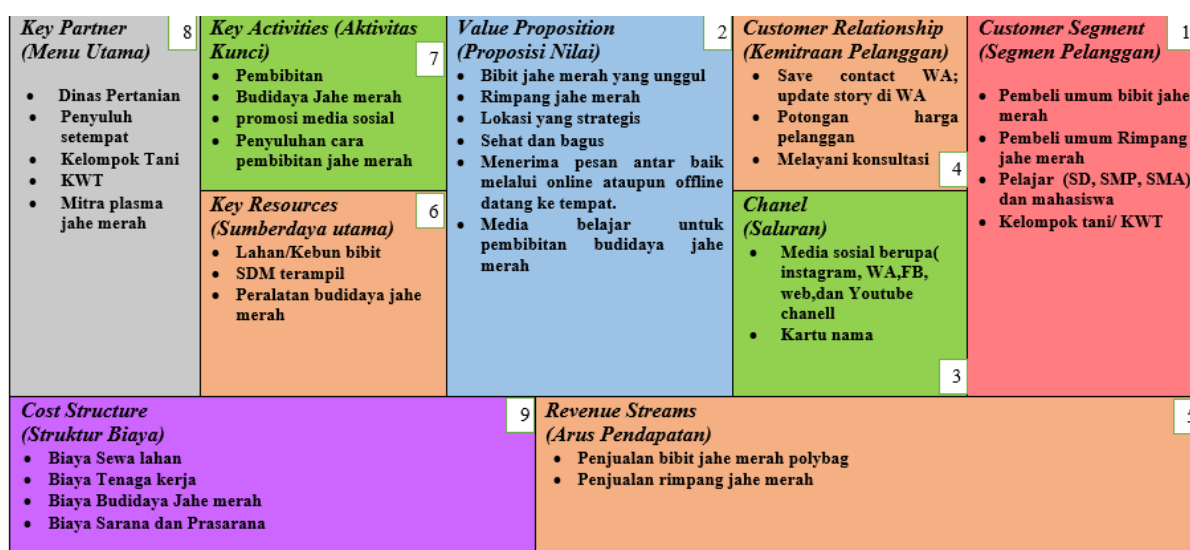 Key Partner
(Menu Utama)
8
Dinas Pertanian
Penyuluh
setempat
Kelompok Tani
KWT
Mitra plasma
jahe merah
Key Activities (Aktivitas
Kunci)
7
Pembibitan
Budidaya Jahe merah
promosi media sosial
Penyuluhan cara
pembibitan jahe merah
Key Resources
(Sumberdaya utama)
6
Lahan/Kebun bibit
SDM terampil
Peralatan budidaya jahe
merah
Value Proposition
(Proposisi Nilai)
2
Bibit jahe merah yang unggul
Rimpang jahe merah
Lokasi yang strategis
Sehat dan bagus
Menerima pesan antar baik
melalui online ataupun offline
datang ke tempat.
Media belajar untuk
pembibitan budidaya jahe
merah
Customer Relationship
(Kemitraan Pelanggan)
Save contact WA;
update story di WA
Potongan harga
pelanggan
Melayani konsultasi
4
Chanel
(Saluran)
Media sosial berupa(
instagram, WA,FB,
web,dan Youtube
chanell
Kartu nama
3
Customer Segment
(Segmen Pelanggan)
1
Pembeli umum bibit jahe
merah
Pembeli umum Rimpang
jahe merah
Pelajar (SD, SMP, SMA)
dan mahasiswa
Kelompok tani/ KWT
Cost Structure
(Struktur Biaya)
9
Biaya Sewa lahan
Biaya Tenaga kerja
Biaya Budidaya Jahe merah
Biaya Sarana dan Prasarana
Revenue Streams
(Arus Pendapatan)
5
Penjualan bibit jahe merah polybag
Penjualan rimpang jahe merah